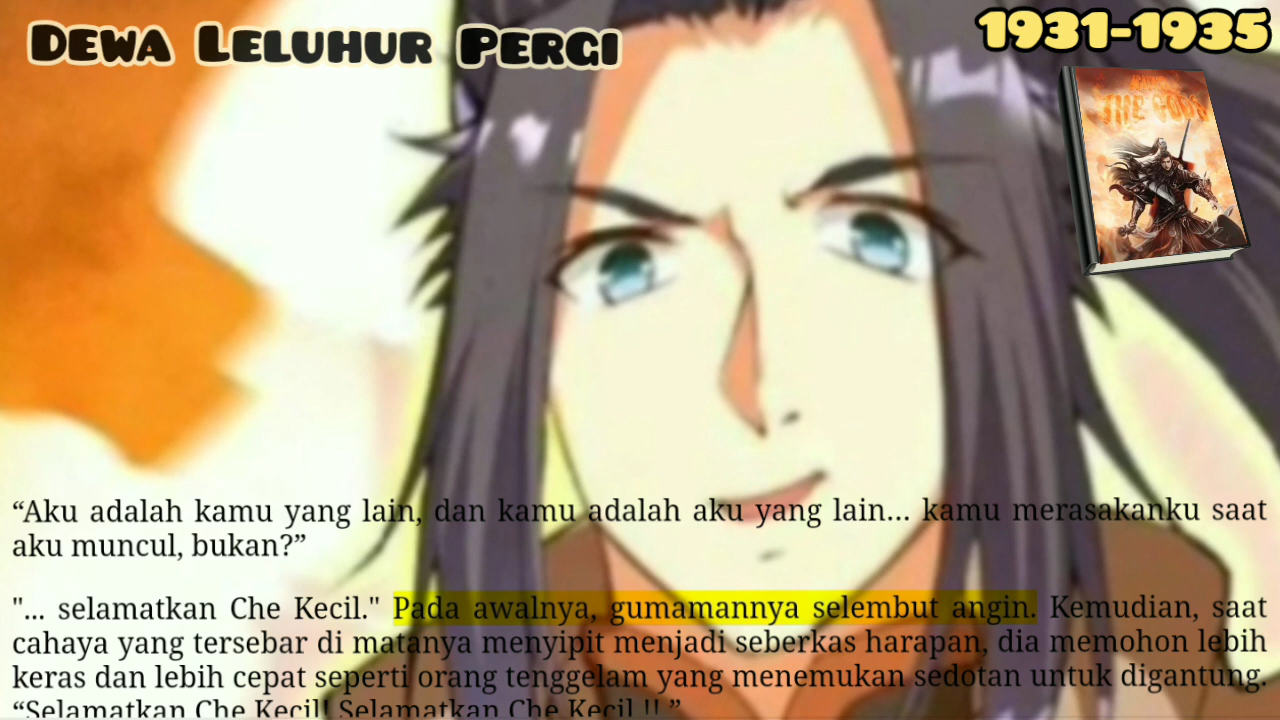 Dewa Leluhur Pergi
1931-1935
AGAINST
THE GODS
“Aku adalah kamu yang lain, dan kamu adalah aku yang lain... kamu merasakanku saat
aku muncul, bukan?”
"... selamatkan Che Kecil." Pada awalnya, gumamannya selembut angin. Kemudian, saat
cahaya yang tersebar di matanya menyipit menjadi seberkas harapan, dia memohon lebih
keras dan lebih cepat seperti orang tenggelam yang menemukan sedotan untuk digantung.
“Selamatkan Che Kecil! Selamatkan Che Kecil !! ”